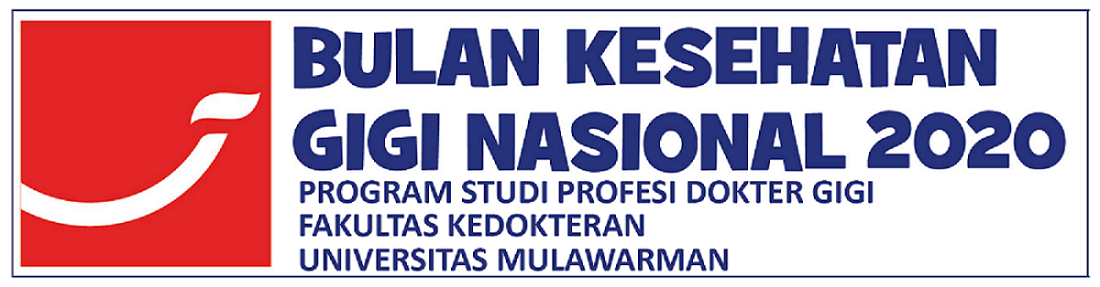 BULAN KESEHATAN
GIGI NASIONAL 2020
PROGRAM STUDI PROFESI DOKTER GIGI
FAKULTAS KEDOKTERAN
UNIVERSITAS MULAWARMAN